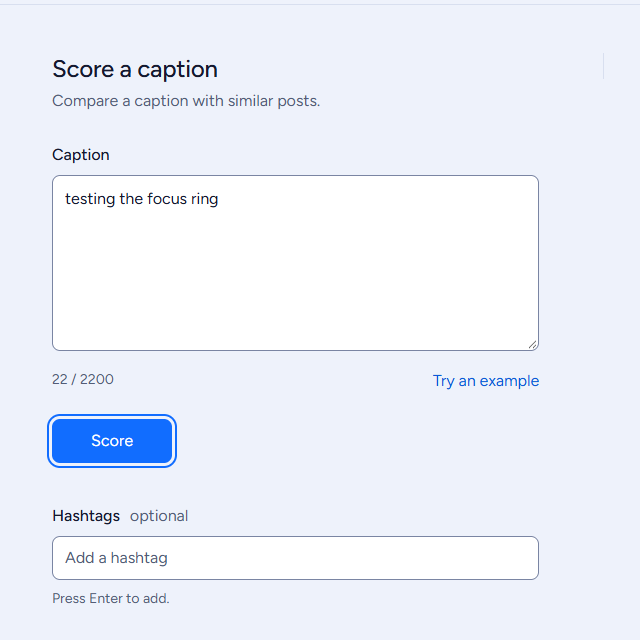 Score a caption
Compare a caption with similar posts.
Caption
testing the focus ring
22 / 2200
Try an example
Score
Hashtags optional
Add a hashtag
Press Enter to add.